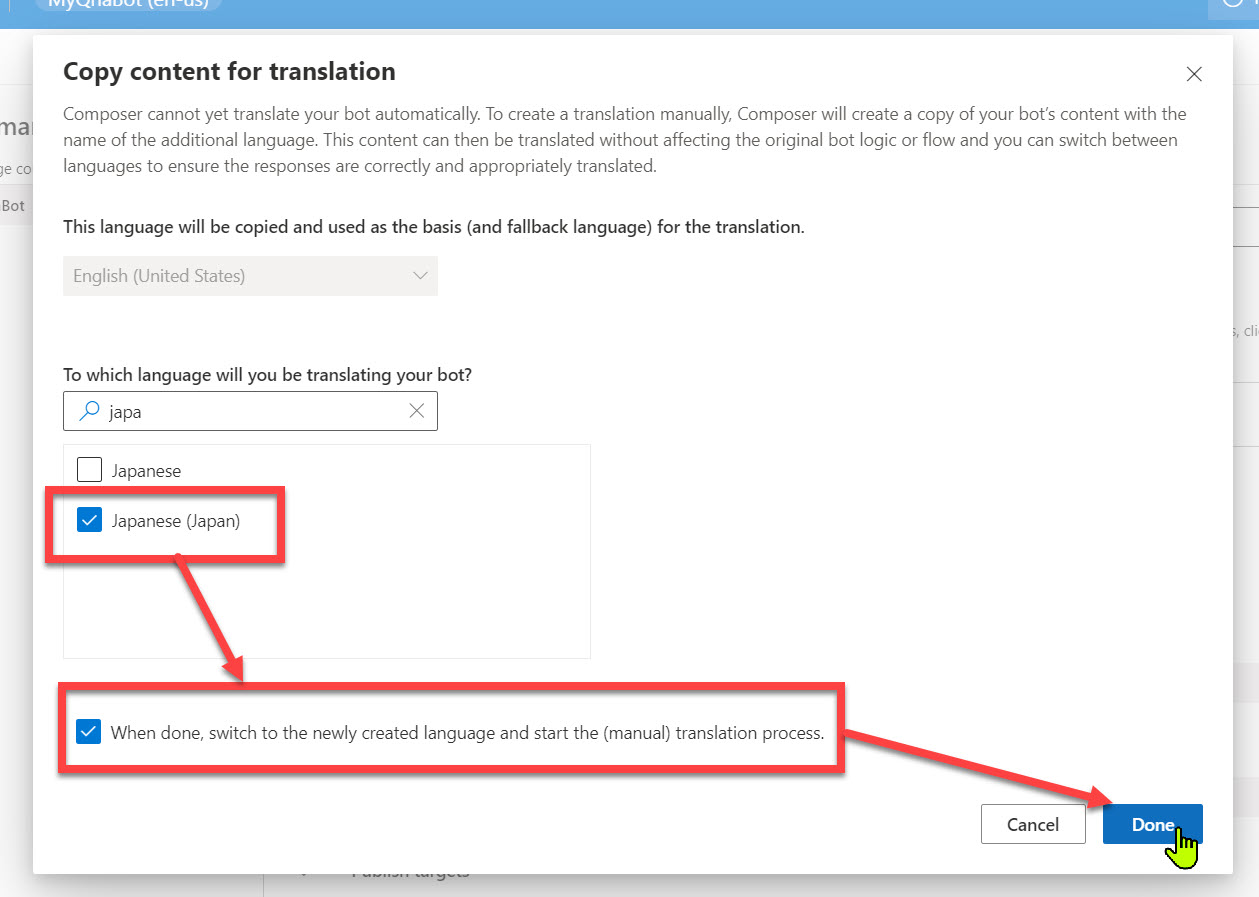 MyQnaBot (en-us)
Copy content for translation
Composer cannot yet translate your bot automatically. To create a translation manually, Composer will create a copy of your bot’s content with the
name of the additional language. This content can then be translated without affecting the original bot logic or flow and you can switch between
languages to ensure the responses are correctly and appropriately translated.
Bot
This language will be copied and used as the basis (and fallback language) for the translation.
English (United States)
To which language will you be translating your bot?
japa
Japanese
Japanese (Japan)
When done, switch to the newly created language and start the (manual) translation process.
Cancel
Done
Publish targets